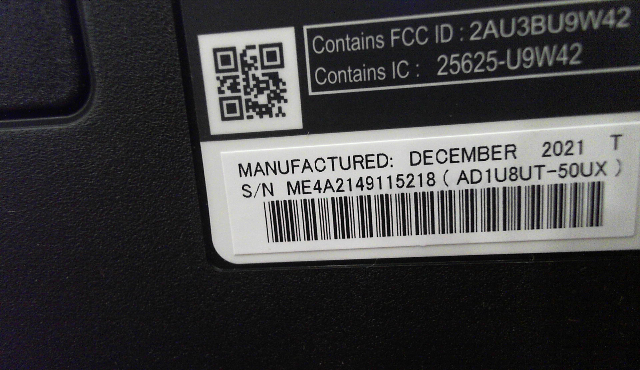 Contains FCC ID : 2AU3BU9W42
Contains IC : 25625-U9W42
MANUFACTURED: DECEMBER 2021 T
S/N ME4A2149115218 ( AD1U8UT-50UX )